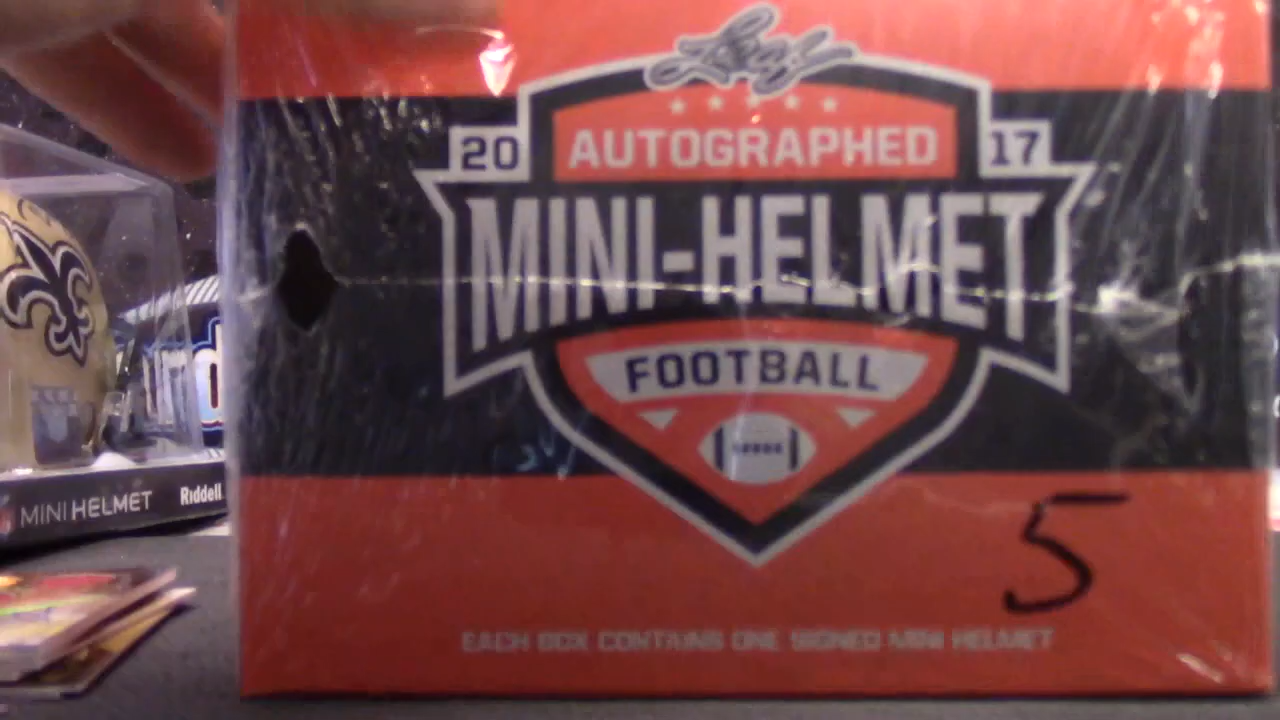 Leaf
20 AUTOGRAPHED 17
MINI-HELMET
FOOTBALL
5
EACH BOX CONTAINS ONE SIGNED MINI HELMET
MINI HELMET Riddell